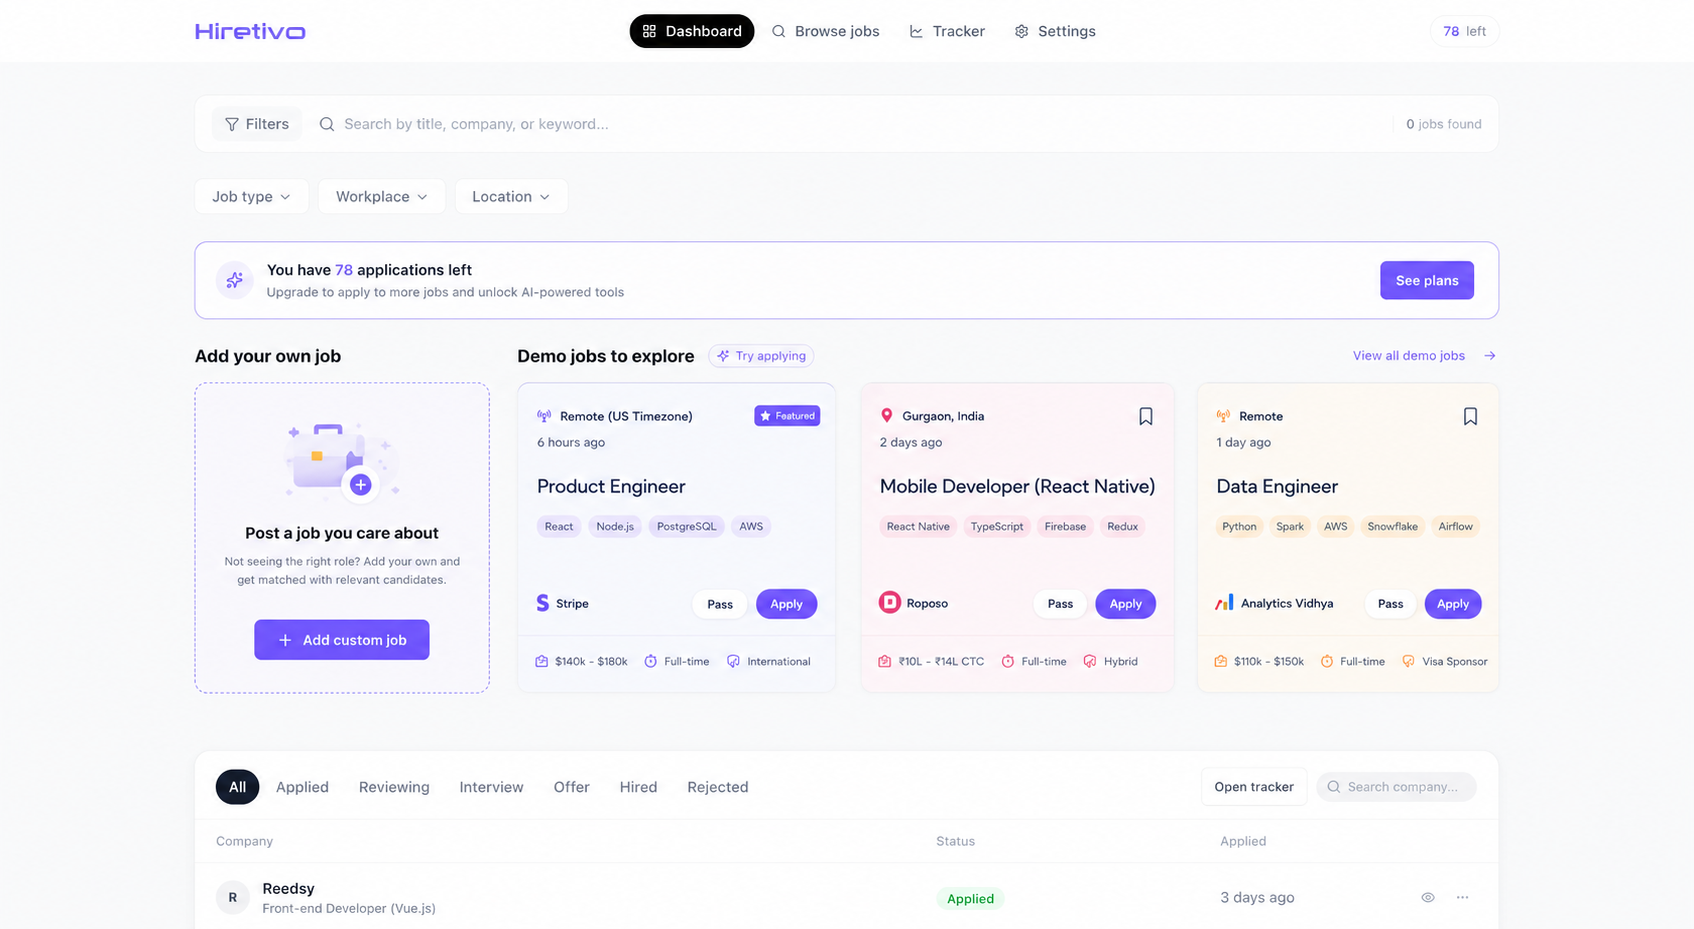 Hiretivo
Dashboard
Browse jobs
Tracker
Settings
78 left
Filters
Search by title, company, or keyword...
0 jobs found
Job type
Workplace
Location
You have 78 applications left
Upgrade to apply to more jobs and unlock AI-powered tools
See plans
Add your own job
Post a job you care about
Not seeing the right role? Add your own and
get matched with relevant candidates.
+ Add custom job
Demo jobs to explore
Try applying
View all demo jobs →
Remote (US Timezone)
Featured
6 hours ago
Product Engineer
React
Node.js
PostgreSQL
AWS
Stripe
Pass
Apply
$140k - $180k
Full-time
International
Gurgaon, India
2 days ago
Mobile Developer (React Native)
React Native
TypeScript
Firebase
Redux
Roposo
Pass
Apply
₹10L - ₹14L CTC
Full-time
Hybrid
Remote
1 day ago
Data Engineer
Python
Spark
AWS
Snowflake
Airflow
Analytics Vidhya
Pass
Apply
$110k - $150k
Full-time
Visa Sponsor
All
Applied
Reviewing
Interview
Offer
Hired
Rejected
Open tracker
Search company...
Company
Status
Applied
R
Reedsy
Front-end Developer (Vue.js)
Applied
3 days ago